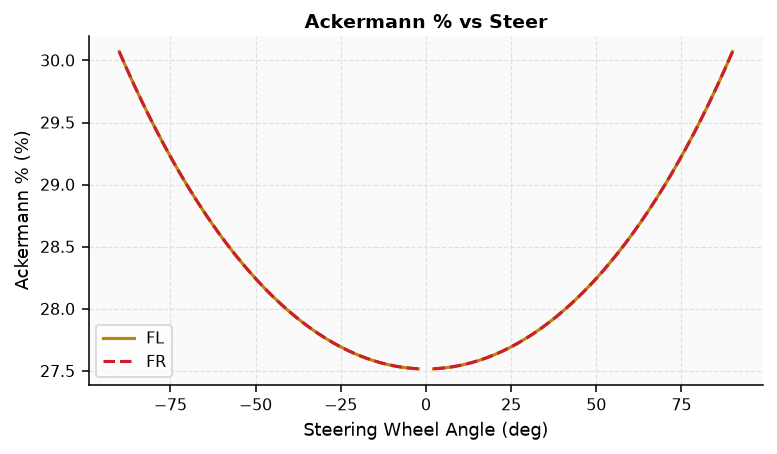 Ackermann % vs Steer
Ackermann % (%)
30.0
29.5
29.0
28.5
28.0
27.5
FL
FR
−75
−50
−25
0
25
50
75
Steering Wheel Angle (deg)